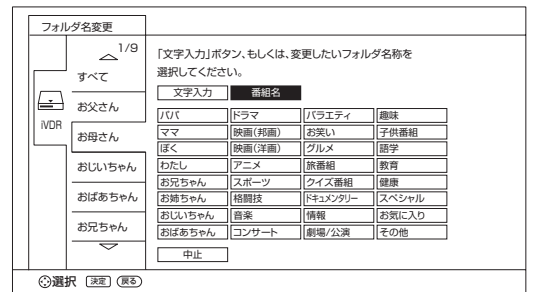 フォルダ名変更
1/9
すべて
お父さん
iVDR
お母さん
おじいちゃん
おばあちゃん
お兄ちゃん
「文字入力」ボタン、もしくは、変更したいフォルダ名称を
選択してください。
文字入力 番組名
パパ ドラマ バラエティ 趣味
ママ 映画(邦画) お笑い 子供番組
ぼく 映画(洋画) グルメ 語学
わたし アニメ 旅番組 教育
お兄ちゃん スポーツ クイズ番組 健康
お姉ちゃん 格闘技 ドキュメンタリー スペシャル
おじいちゃん 音楽 情報 お気に入り
おばあちゃん コンサート 劇場/公演 その他
中止
選択 決定 戻る